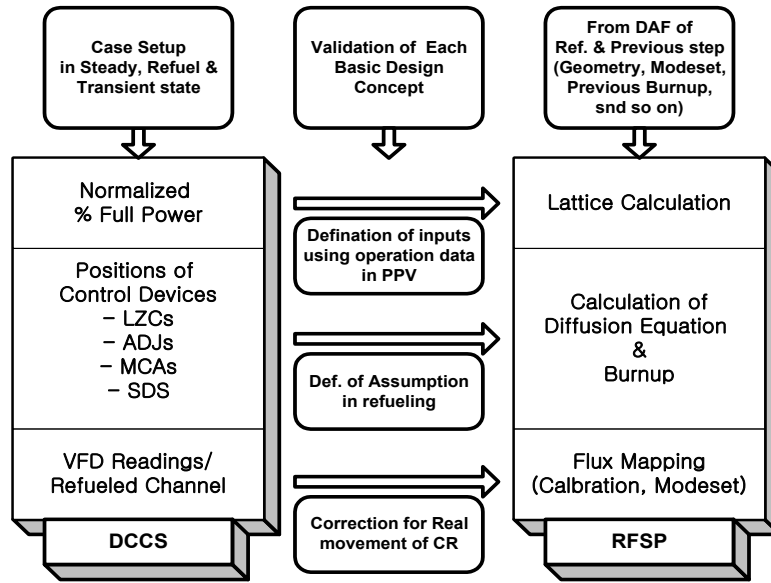 Case Setup
in Steady, Refuel &
Transient state
Validation of Each
Basic Design
Concept
From DAF of
Ref. & Previous step
(Geometry, Modeset,
Previous Burnup,
snd so on)
Normalized
% Full Power
Positions of
Control Devices
– LZCs
– ADJs
– MCAs
– SDS
VFD Readings/
Refueled Channel
DCCS
Defination of inputs
using operation data
in PPV
Def. of Assumption
in refueling
Correction for Real
movement of CR
Lattice Calculation
Calculation of
Diffusion Equation
&
Burnup
Flux Mapping
(Calbration, Modeset)
RFSP